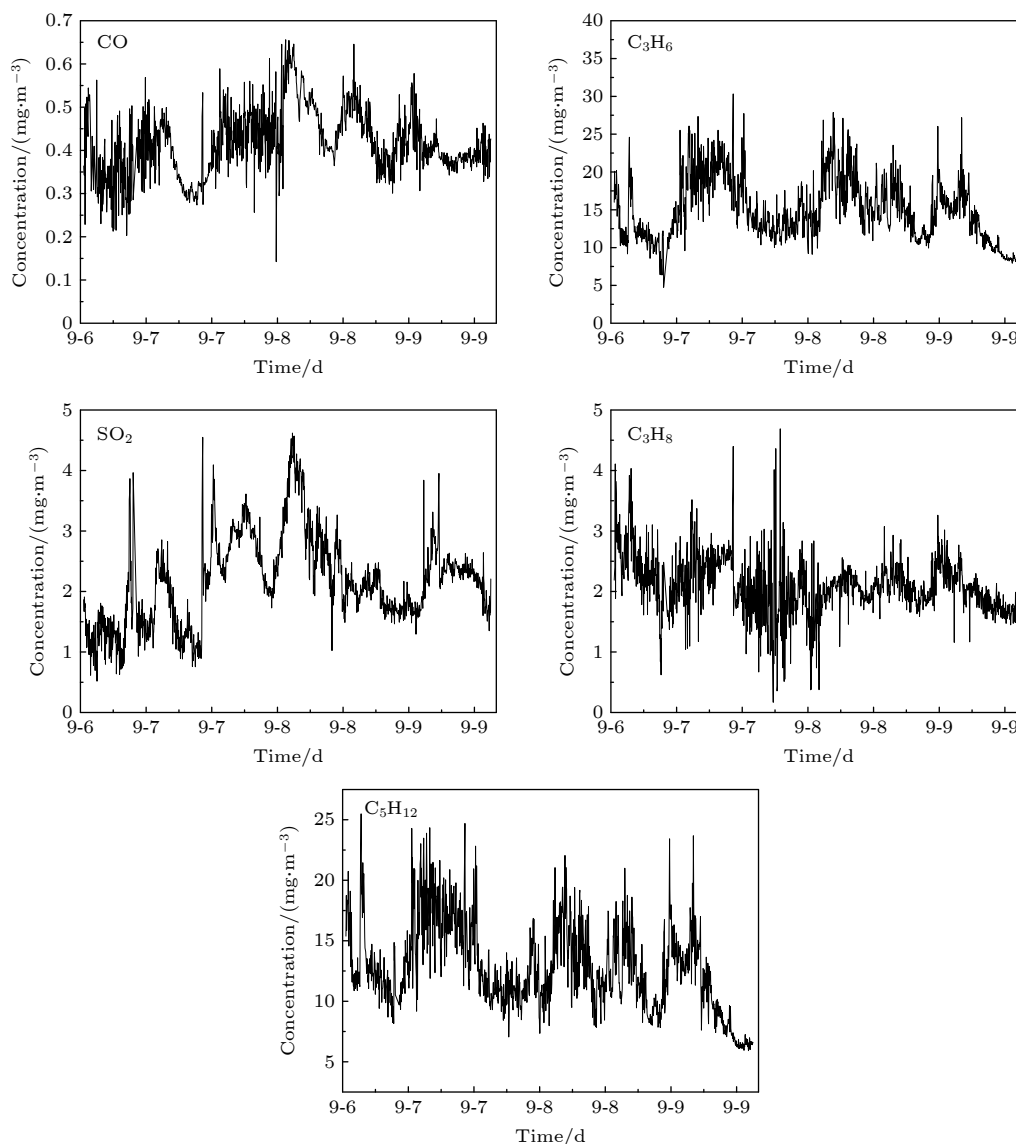 0.7
CO
0.6
0.5
0.4
0.3
0.2
0.1
0
Concentration/(mg·m⁻³)
9-6 9-7 9-7 9-8 9-8 9-9 9-9
Time/d
40
C₃H₆
35
30
25
20
15
10
5
0
Concentration/(mg·m⁻³)
9-6 9-7 9-7 9-8 9-8 9-9 9-9
Time/d
5
SO₂
4
3
2
1
0
Concentration/(mg·m⁻³)
9-6 9-7 9-7 9-8 9-8 9-9 9-9
Time/d
5
C₃H₈
4
3
2
1
0
Concentration/(mg·m⁻³)
9-6 9-7 9-7 9-8 9-8 9-9 9-9
Time/d
C₅H₁₂
25
20
15
10
5
Concentration/(mg·m⁻³)
9-6 9-7 9-7 9-8 9-8 9-9 9-9
Time/d